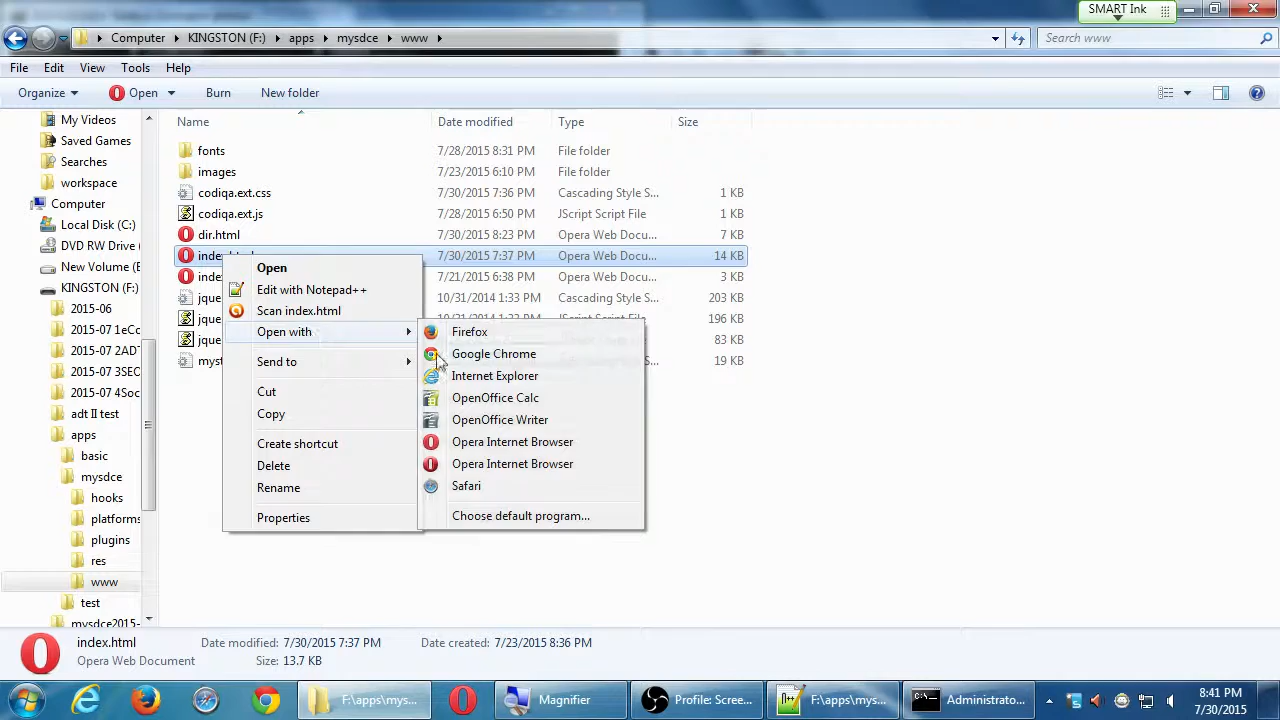 SMART Ink
Computer KINGSTON (F:) apps mysdce www
Search www
File Edit View Tools Help
Organize Open Burn New folder
Name Date modified Type Size
My Videos
Saved Games
Searches
workspace
Computer
Local Disk (C:)
DVD RW Drive (
New Volume (E
KINGSTON (F:)
2015-06
2015-07 1eCo
2015-07 2ADT
2015-07 3SEC
2015-07 4Soc
adt II test
apps
basic
mysdce
hooks
platforms
plugins
res
www
test
mysdce2015-
fonts 7/28/2015 8:31 PM File folder
images 7/23/2015 6:10 PM File folder
codiqa.ext.css 7/30/2015 7:36 PM Cascading Style S... 1 KB
codiqa.ext.js 7/28/2015 6:50 PM JScript Script File 1 KB
dir.html 7/30/2015 8:23 PM Opera Web Docu... 7 KB
7/30/2015 7:37 PM Opera Web Docu... 14 KB
7/21/2015 6:38 PM Opera Web Docu... 3 KB
10/31/2014 1:33 PM Cascading Style S... 203 KB
196 KB
83 KB
19 KB
Open
Edit with Notepad++
Scan index.html
Open with
Send to
Cut
Copy
Create shortcut
Delete
Rename
Properties
Firefox
Google Chrome
Internet Explorer
OpenOffice Calc
OpenOffice Writer
Opera Internet Browser
Opera Internet Browser
Safari
Choose default program...
index.html Date modified: 7/30/2015 7:37 PM Date created: 7/23/2015 8:36 PM
Opera Web Document Size: 13.7 KB
F:\apps\mys... Magnifier Profile: Scree... F:\apps\mys... Administrato...
8:41 PM
7/30/2015